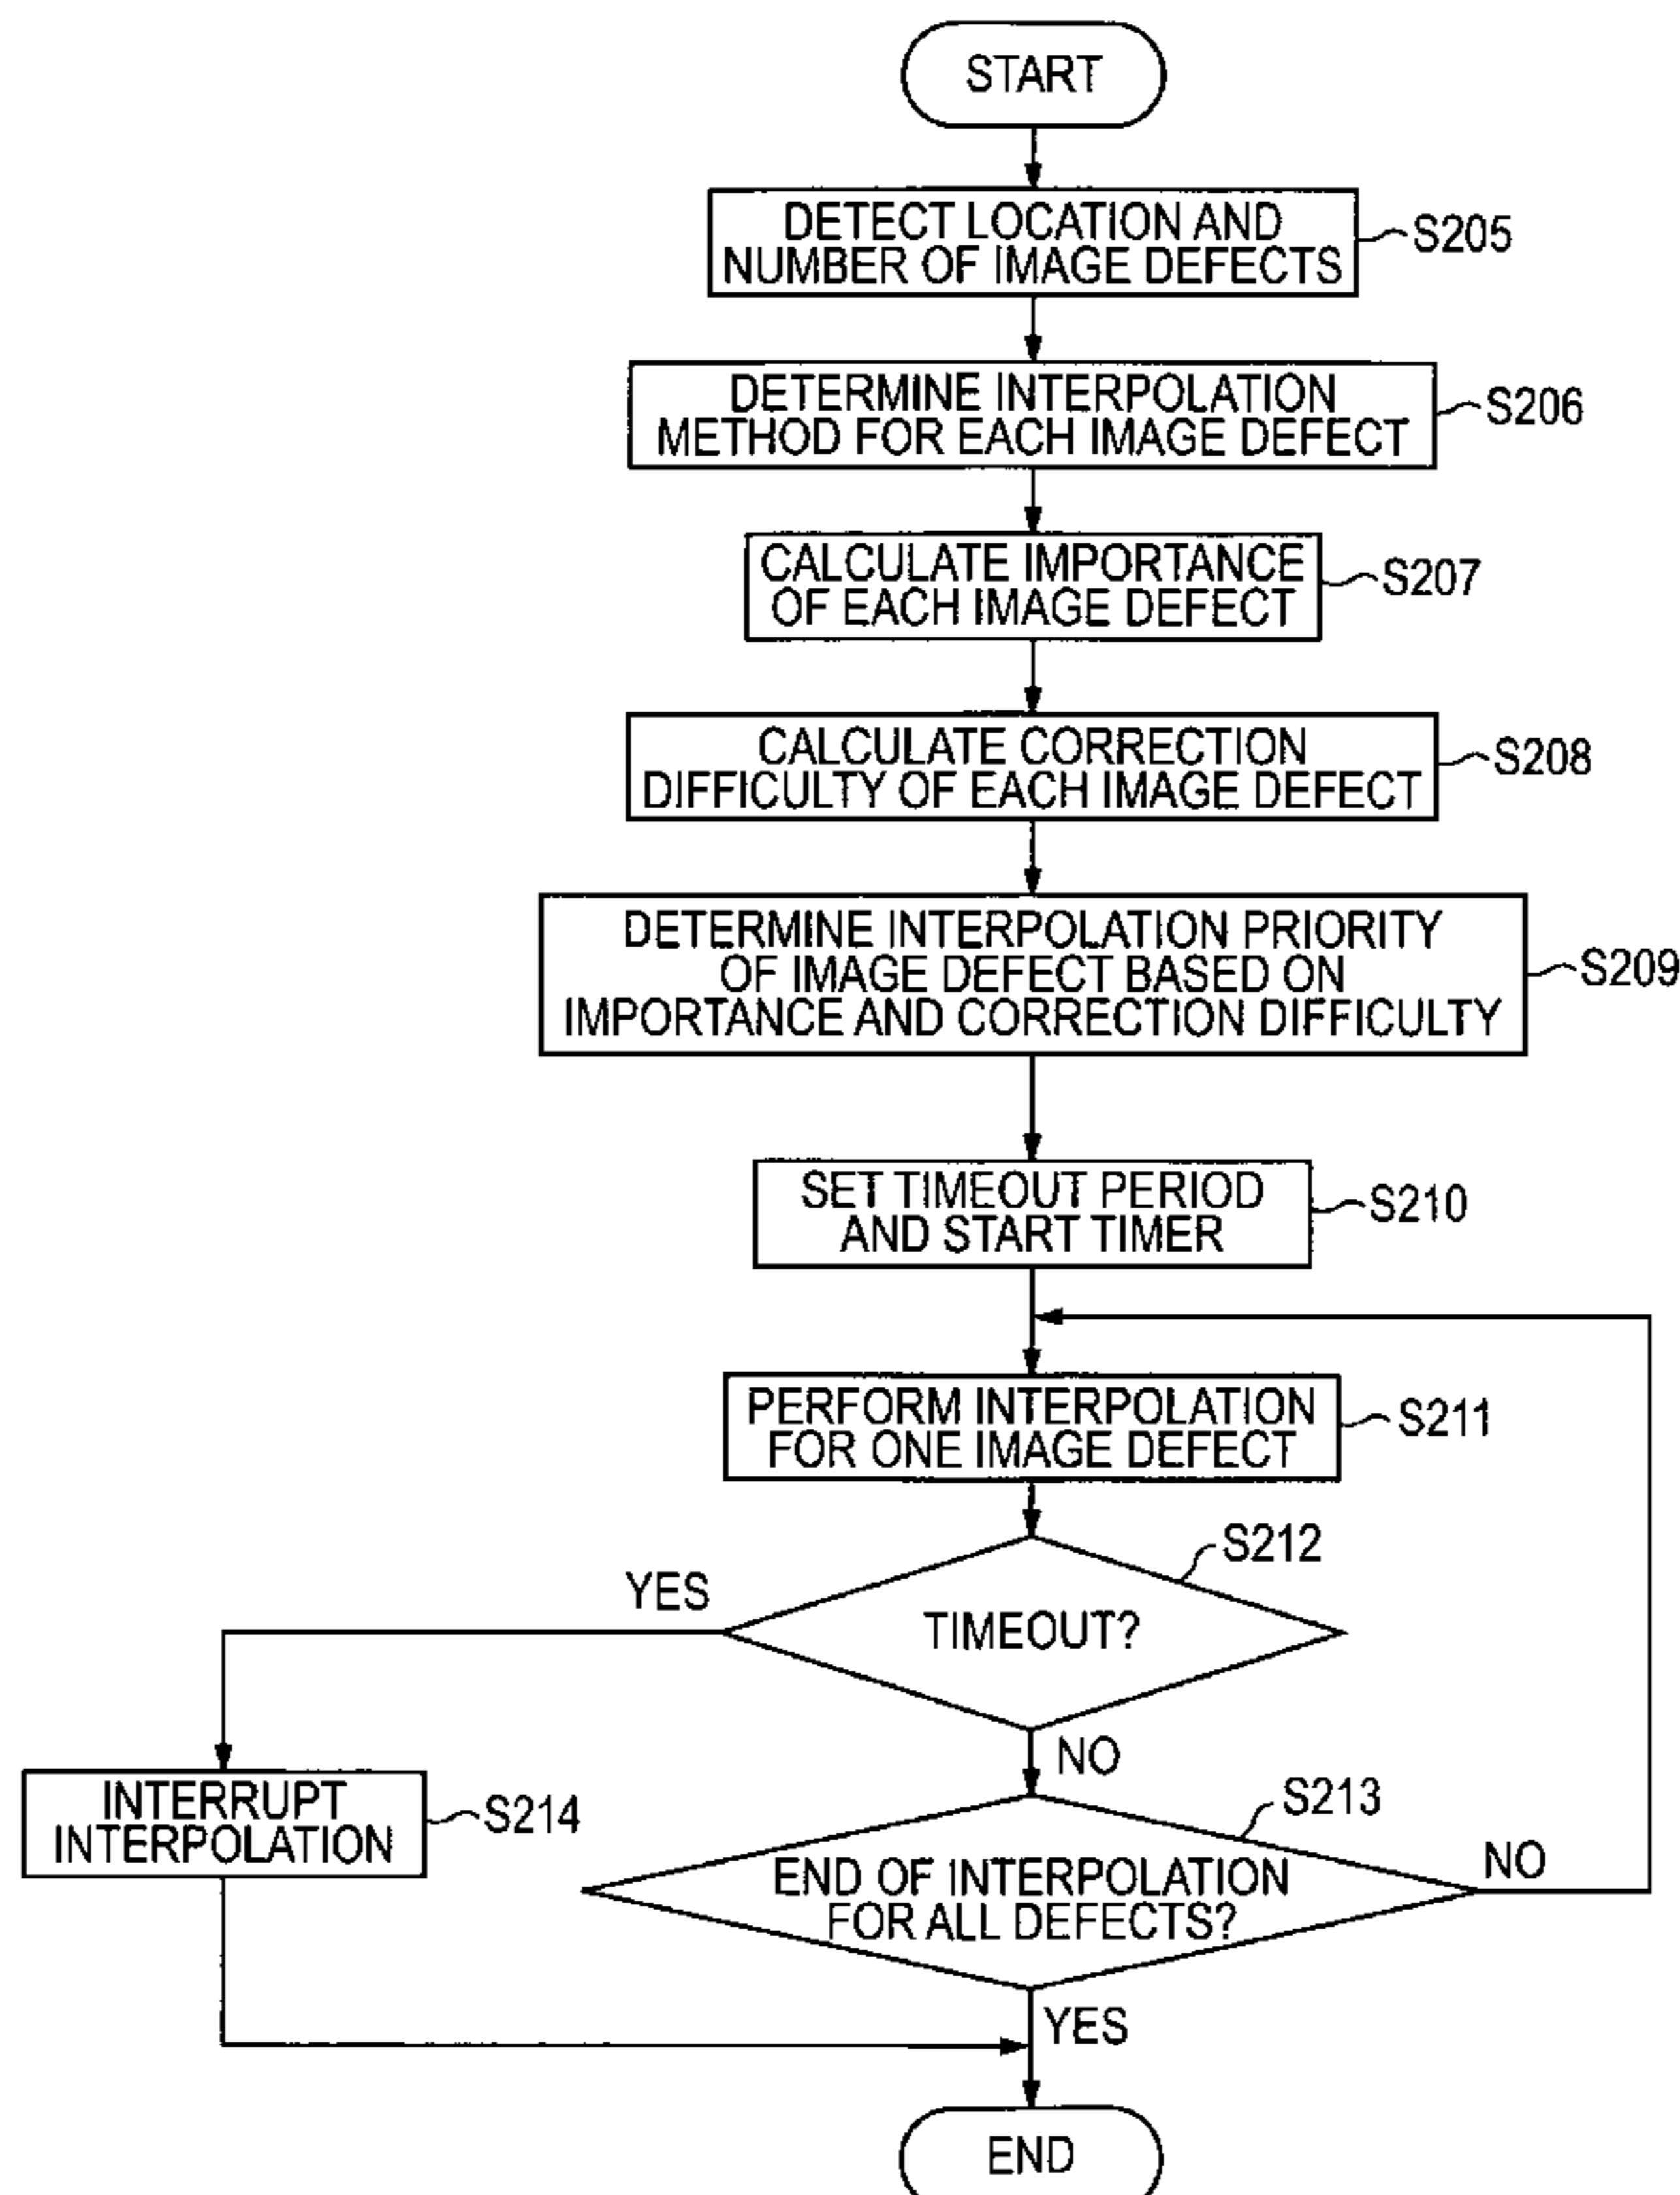 START
DETECT LOCATION AND
NUMBER OF IMAGE DEFECTS
S205
DETERMINE INTERPOLATION
METHOD FOR EACH IMAGE DEFECT
S206
CALCULATE IMPORTANCE
OF EACH IMAGE DEFECT
S207
CALCULATE CORRECTION
DIFFICULTY OF EACH IMAGE DEFECT
S208
DETERMINE INTERPOLATION PRIORITY
OF IMAGE DEFECT BASED ON
IMPORTANCE AND CORRECTION DIFFICULTY
S209
SET TIMEOUT PERIOD
AND START TIMER
S210
PERFORM INTERPOLATION
FOR ONE IMAGE DEFECT
S211
S212
YES
TIMEOUT?
NO
INTERRUPT
INTERPOLATION
S214
S213
END OF INTERPOLATION
FOR ALL DEFECTS?
NO
YES
END